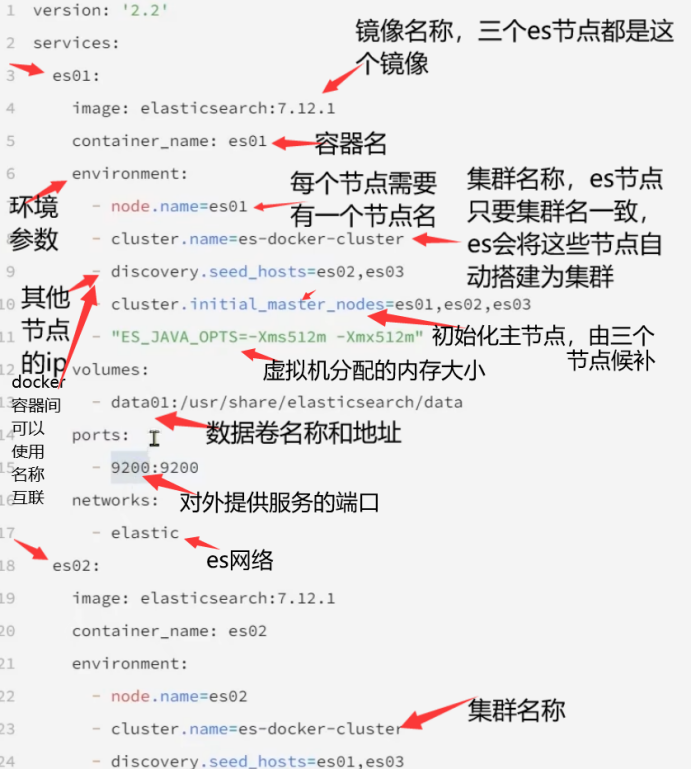 1 version: '2.2'
2 services:
3 es01:
4 image: elasticsearch:7.12.1
5 container_name: es01
6 environment:
- node.name=es01
8 - cluster.name=es-docker-cluster
9 - discovery.seed_hosts=es02,es03
10 - cluster.initial_master_nodes=es01,es02,es03
11 - "ES_JAVA_OPTS=-Xms512m -Xmx512m"
12 volumes:
13 - data01:/usr/share/elasticsearch/data
14 ports:
15 - 9200:9200
16 networks:
17 - elastic
18 es02:
19 image: elasticsearch:7.12.1
20 container_name: es02
21 environment:
22 - node.name=es02
23 - cluster.name=es-docker-cluster
24 - discovery.seed_hosts=es01,es03
镜像名称，三个es节点都是这
个镜像
容器名
环境
参数
每个节点需要
有一个节点名
集群名称，es节点
只要集群名一致，
es会将这些节点自
动搭建为集群
其他
节点
的ip
docker
容器间
可以
使用
名称
互联
初始化主节点，由三个
节点候补
虚拟机分配的内存大小
数据卷名称和地址
对外提供服务的端口
es网络
集群名称